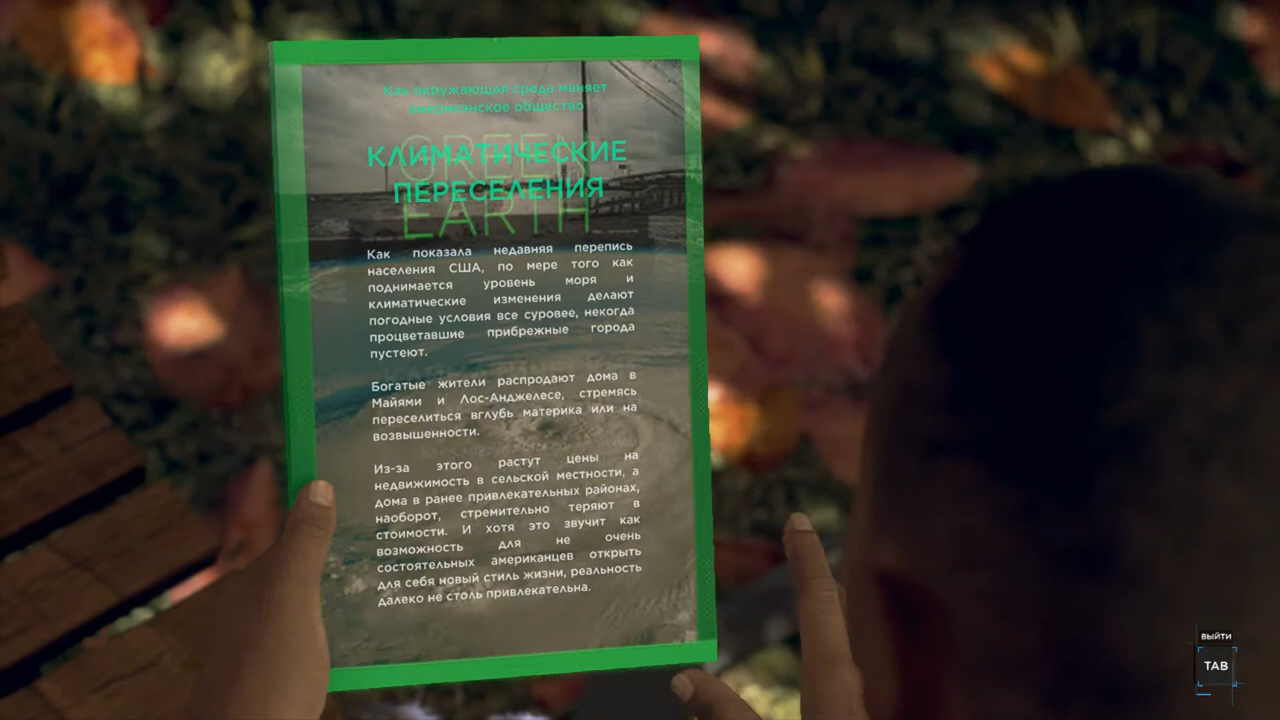 Как окружающая среда меняет
американское общество
GREEN
КЛИМАТИЧЕСКИЕ
ПЕРЕСЕЛЕНИЯ
EARTH
Как показала недавняя перепись
населения США, по мере того как
поднимается уровень моря и
климатические изменения делают
погодные условия все суровее, некогда
процветавшие прибрежные города
пустеют.
Богатые жители распродают дома в
Майями и Лос-Анджелесе, стремясь
переселиться вглубь материка или на
возвышенности.
Из-за этого растут цены на
недвижимость в сельской местности, а
дома в ранее привлекательных районах,
наоборот, стремительно теряют в
стоимости. И хотя это звучит как
возможность для не очень
состоятельных американцев открыть
для себя новый стиль жизни, реальность
далеко не столь привлекательна.
ВЫЙТИ
TAB